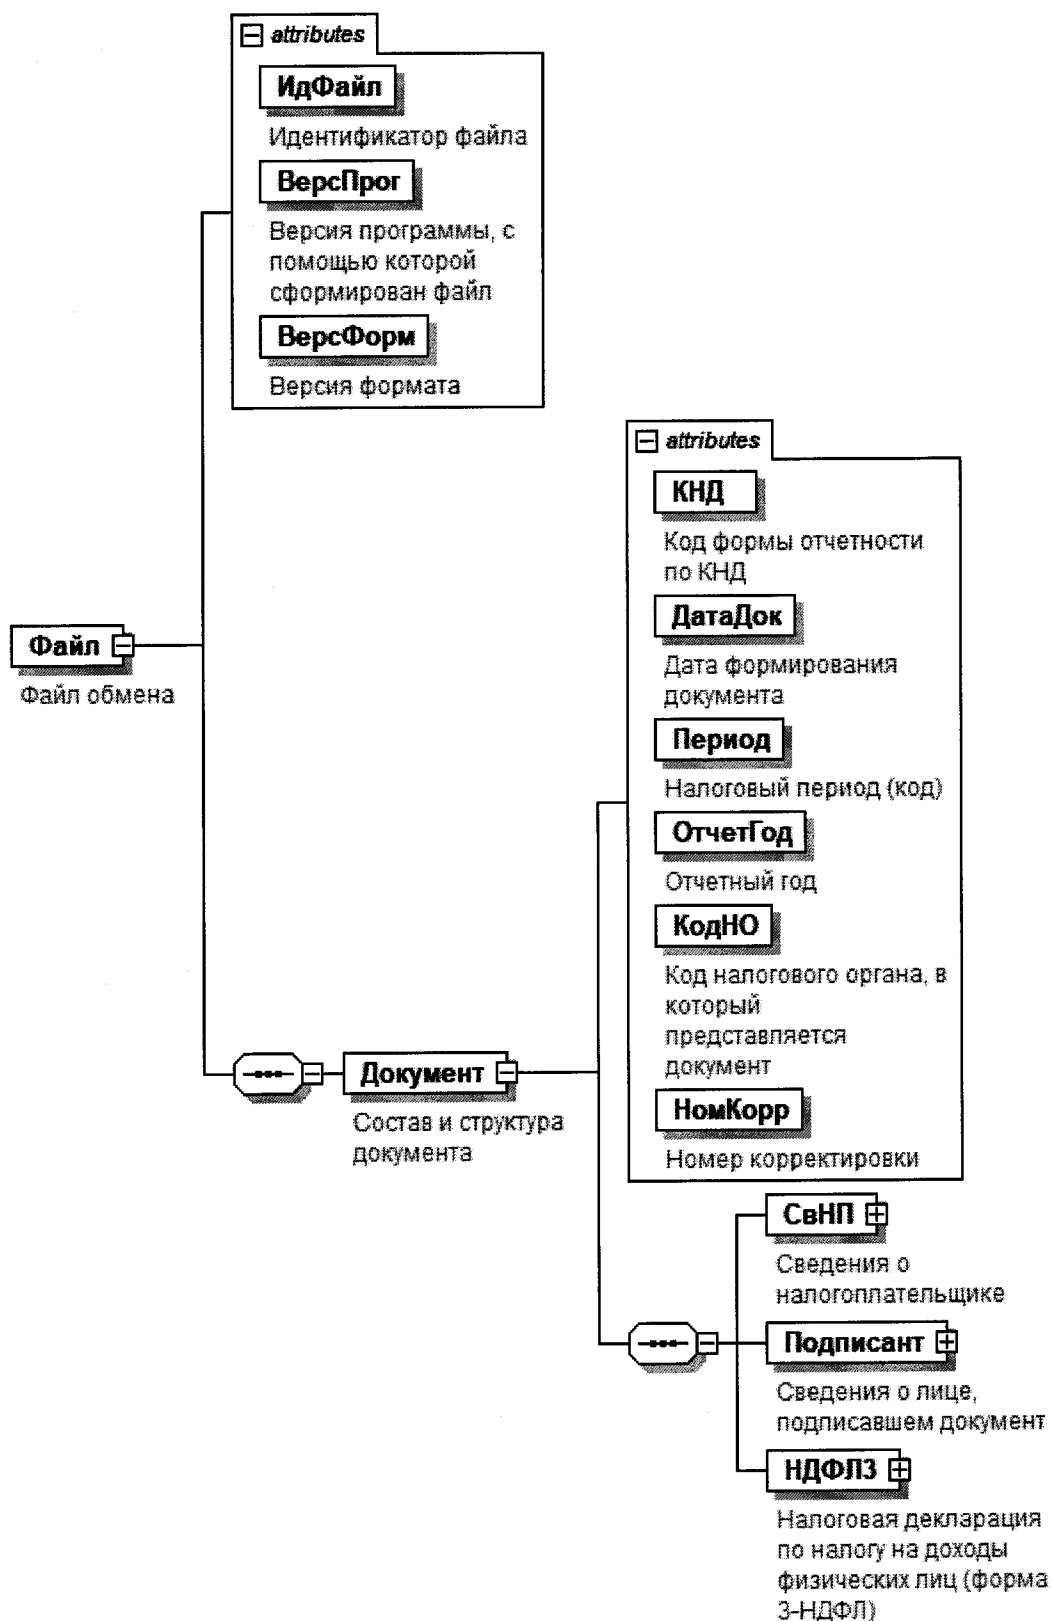 attributes
ИдФайл
Идентификатор файла
ВерсПрог
Версия программы, с
помощью которой
сформирован файл
ВерсФорм
Версия формата
attributes
КНД
Код формы отчетности
по КНД
ДатаДок
Дата формирования
документа
Период
Налоговый период (код)
ОтчетГод
Отчетный год
КодНО
Код налогового органа, в
который
представляется
документ
НомКорр
Номер корректировки
Файл
Файл обмена
Документ
Состав и структура
документа
СвНП
Сведения о
налогоплательщике
Подписант
Сведения о лице,
подписавшем документ
НДФЛ3
Налоговая декларация
по налогу на доходы
физических лиц (форма
3-НДФЛ)